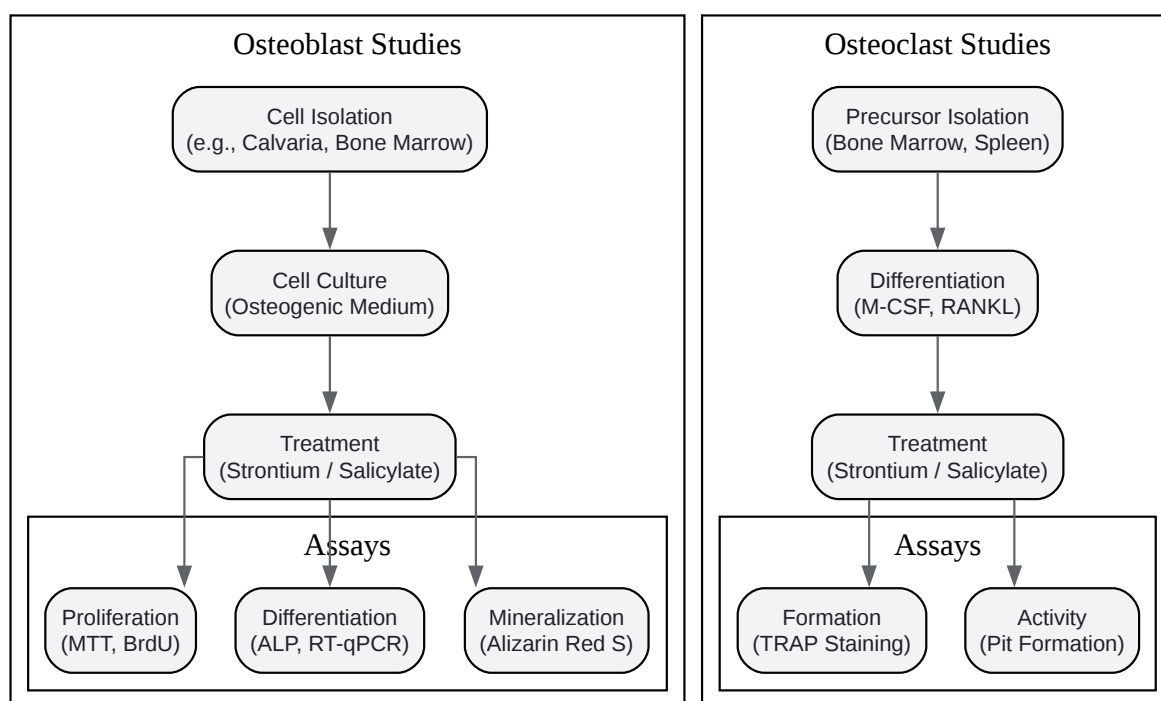 Osteoblast Studies
Cell Isolation
(e.g., Calvaria, Bone Marrow)
Cell Culture
(Osteogenic Medium)
Treatment
(Strontium / Salicylate)
Assays
Proliferation
(MTT, BrdU)
Differentiation
(ALP, RT-qPCR)
Mineralization
(Alizarin Red S)
Osteoclast Studies
Precursor Isolation
(Bone Marrow, Spleen)
Differentiation
(M-CSF, RANKL)
Treatment
(Strontium / Salicylate)
Assays
Formation
(TRAP Staining)
Activity
(Pit Formation)